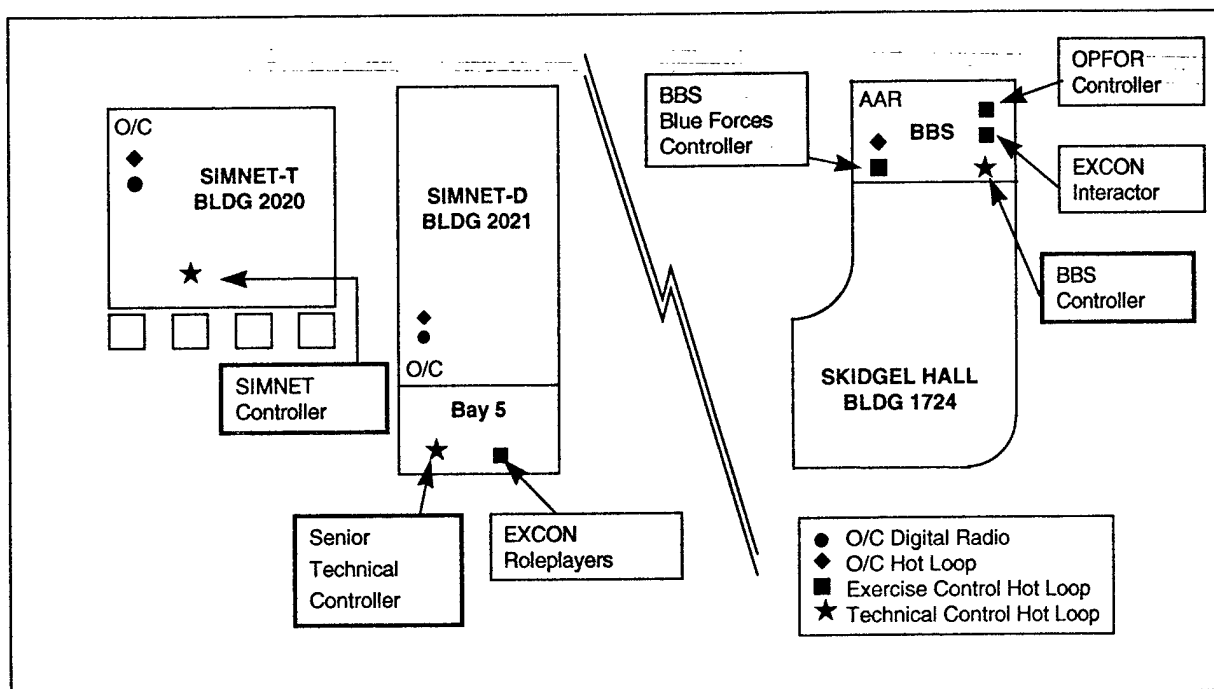 O/C
SIMNET-T
BLDG 2020
SIMNET
Controller
SIMNET-D
BLDG 2021
O/C
Bay 5
Senior
Technical
Controller
EXCON
Roleplayers
BBS
Blue Forces
Controller
AAR
BBS
OPFOR
Controller
EXCON
Interactor
BBS
Controller
SKIDGEL HALL
BLDG 1724
O/C Digital Radio
O/C Hot Loop
Exercise Control Hot Loop
Technical Control Hot Loop